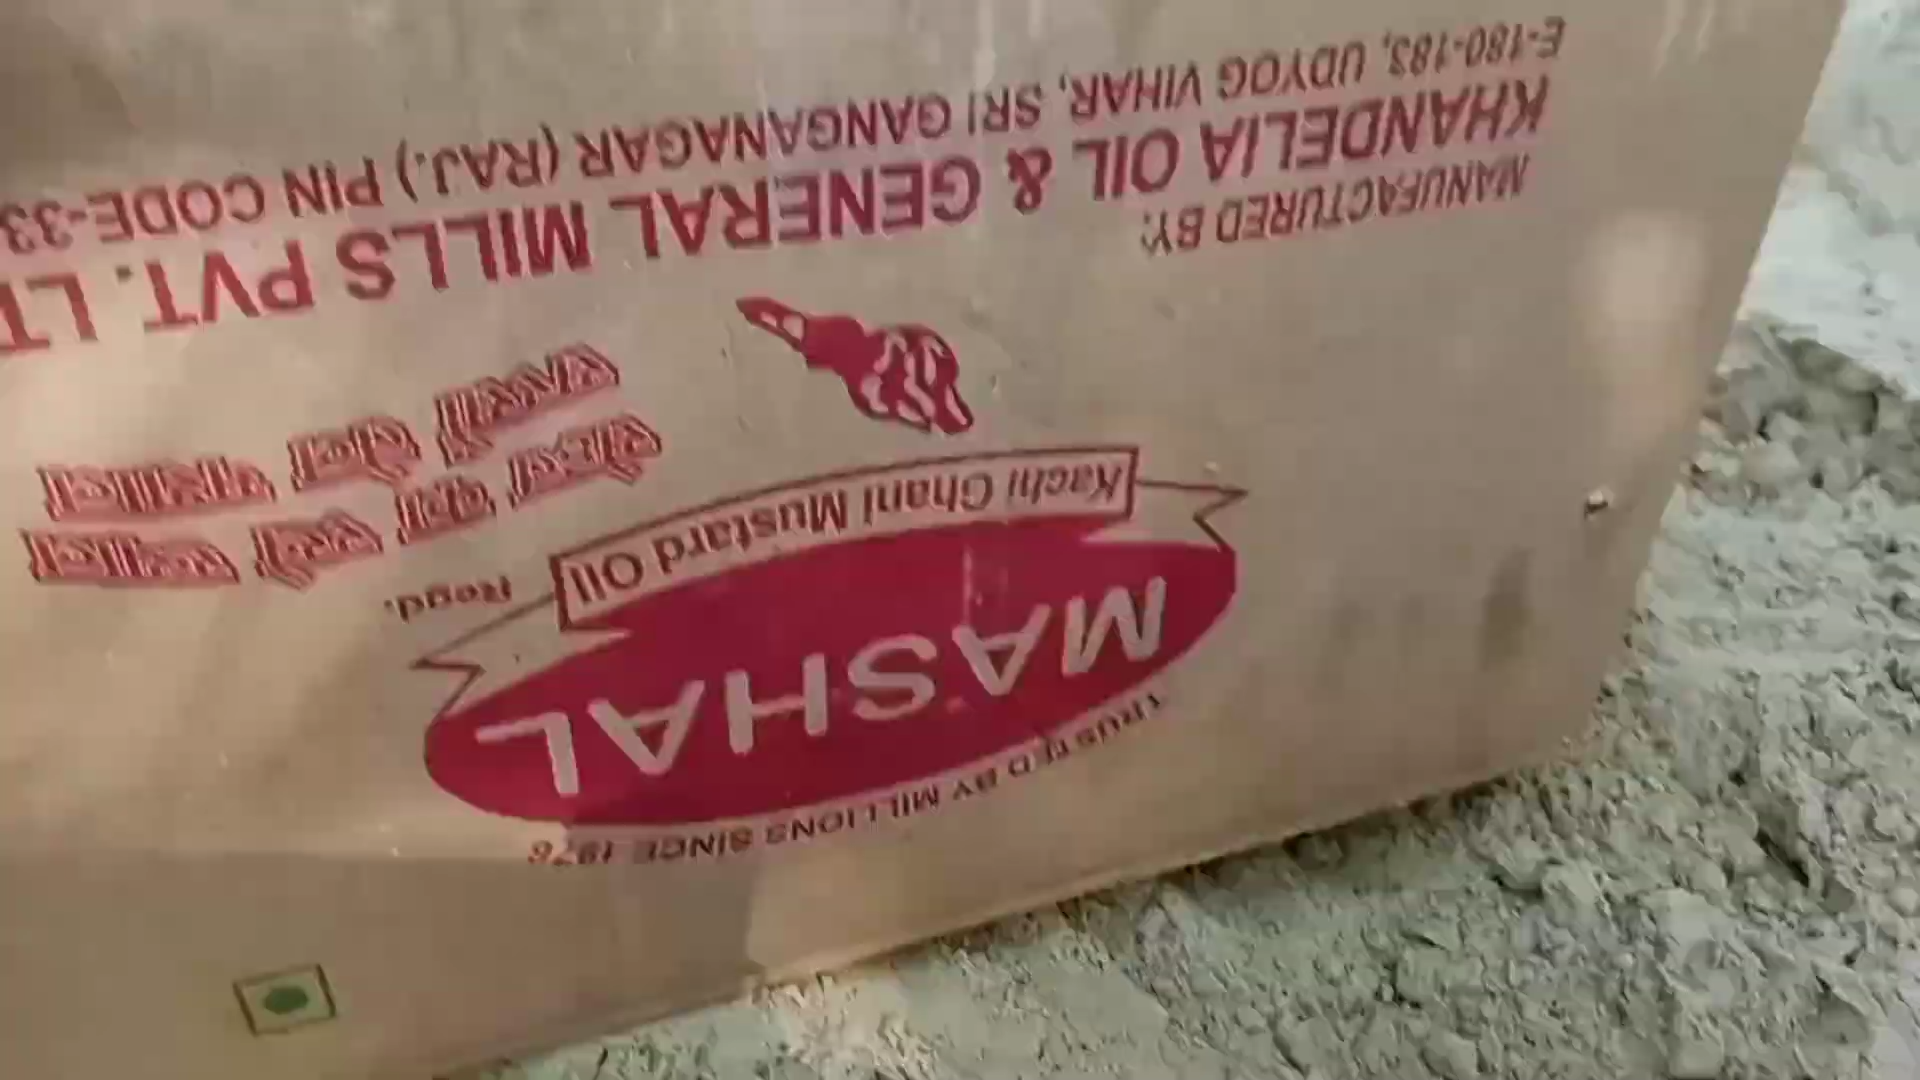 TRUSTED BY MILLIONS SINCE
MASHAL
Kachi Ghani Mustard Oil
Regd.
MANUFACTURED BY:
KHANDELIA OIL & GENERAL MILLS PVT. LT
E-180-183, UDYOG VIHAR, SRI GANGANAGAR (RAJ.) PIN CODE-33